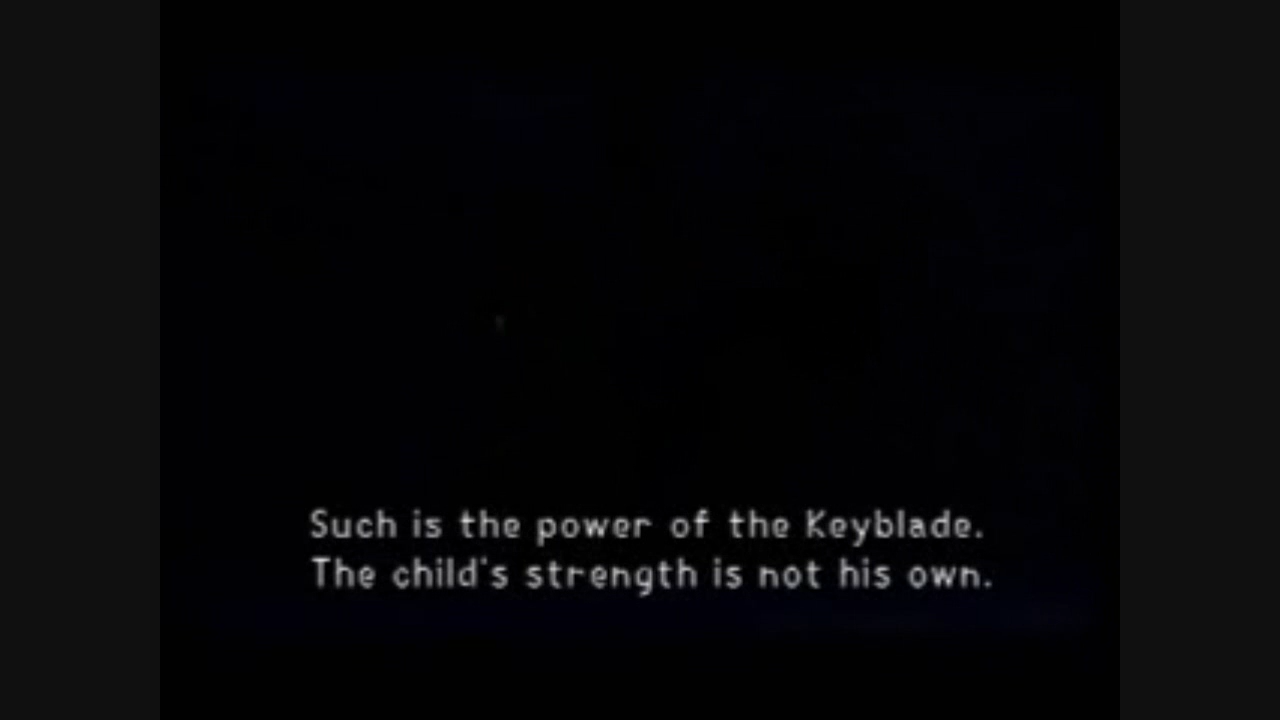 Such is the power of the Keyblade.
The child's strength is not his own.